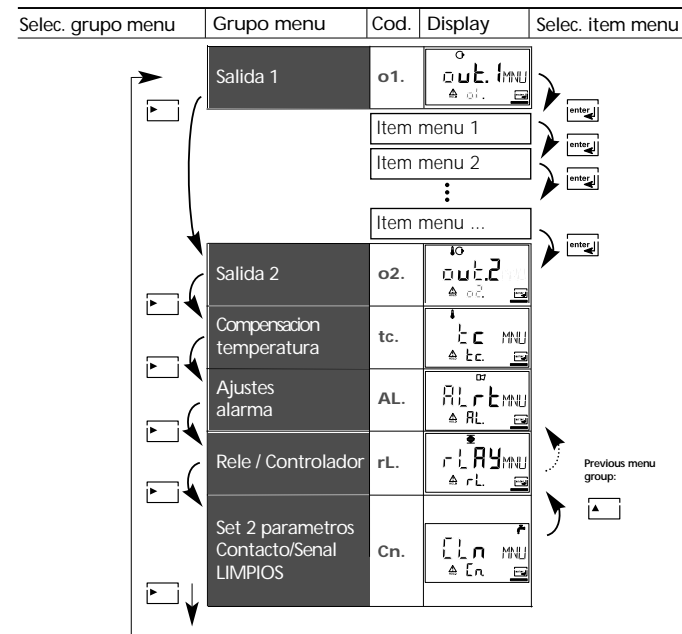 Selec. grupo menu Grupo menu Cod. Display Selec. item menu
Salida 1 o1. out.1 MNU
o1.
enter
Item menu 1
enter
Item menu 2
enter
Item menu ...
enter
Salida 2 o2. out.2
o2.
Compensacion
temperatura
tc. tc MNU
tc.
Ajustes
alarma
AL. ALrt MNU
AL.
Rele / Controlador rL. rLAY MNU
rL.
Previous menu
group:
Set 2 parametros
Contacto/Senal
LIMPIOS
Cn. CLn MNU
Cn.